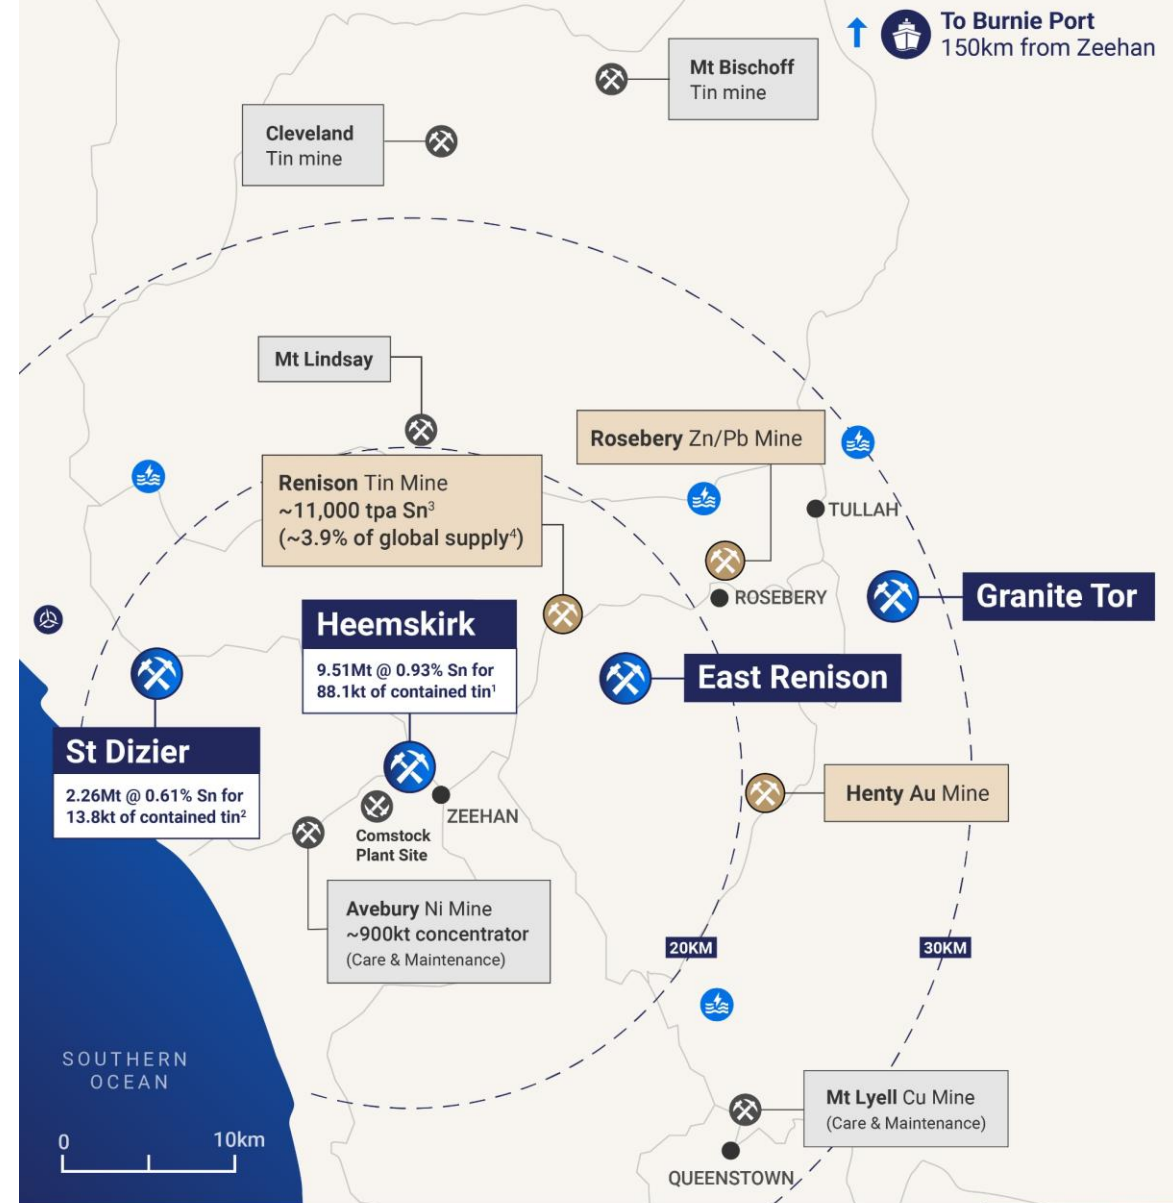 To Burnie Port
150km from Zeehan
Mt Bischoff
Tin mine
Cleveland
Tin mine
Mt Lindsay
Rosebery Zn/Pb Mine
Renison Tin Mine
~11,000 tpa Sn³
(~3.9% of global supply⁴)
TULLAH
ROSEBERY
Granite Tor
Heemskirk
9.51Mt @ 0.93% Sn for
88.1kt of contained tin¹
East Renison
St Dizier
2.26Mt @ 0.61% Sn for
13.8kt of contained tin²
Henty Au Mine
ZEEHAN
Comstock
Plant Site
Avebury Ni Mine
~900kt concentrator
(Care & Maintenance)
20KM
30KM
SOUTHERN
OCEAN
Mt Lyell Cu Mine
(Care & Maintenance)
0 10km
QUEENSTOWN